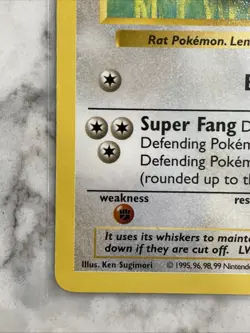 Rat Pokémon. Len
B
Super Fang D
Defending Pokém
Defending Pokém
(rounded up to th
weakness
res
It uses its whiskers to mainta
down if they are cut off. LV
Illus. Ken Sugimori © 1995, 96, 98, 99 Nintendo